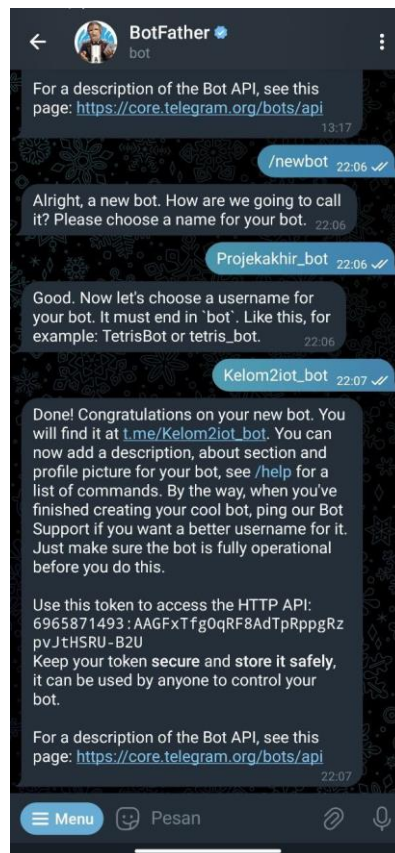 BotFather
bot
For a description of the Bot API, see this
page: https://core.telegram.org/bots/api
13:17
/newbot 22:06
Alright, a new bot. How are we going to call
it? Please choose a name for your bot. 22:06
Projekakhir_bot 22:06
Good. Now let's choose a username for
your bot. It must end in `bot`. Like this, for
example: TetrisBot or tetris_bot. 22:06
Kelom2iot_bot 22:07
Done! Congratulations on your new bot. You
will find it at t.me/Kelom2iot_bot. You can
now add a description, about section and
profile picture for your bot, see /help for a
list of commands. By the way, when you've
finished creating your cool bot, ping our Bot
Support if you want a better username for it.
Just make sure the bot is fully operational
before you do this.
Use this token to access the HTTP API:
6965871493:AAGFxTfgOqRF8AdTpRppgRz
pvJtHSRU-B2U
Keep your token secure and store it safely,
it can be used by anyone to control your
bot.
For a description of the Bot API, see this
page: https://core.telegram.org/bots/api
22:07
Menu Pesan